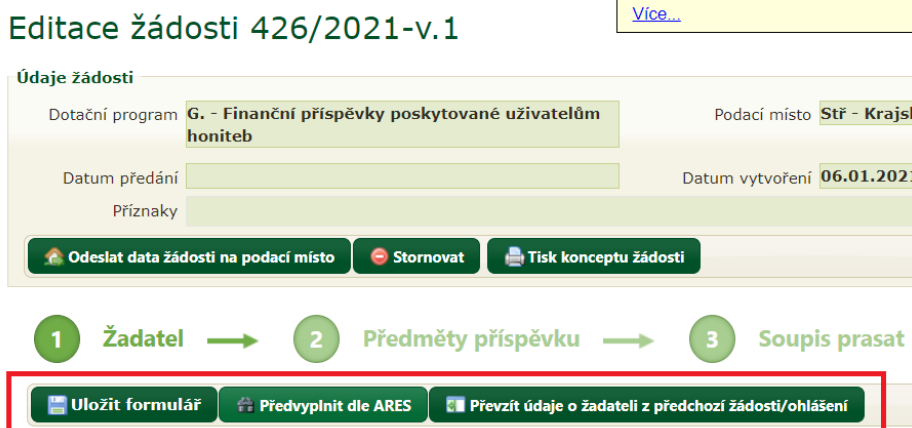 Více...
Editace žádosti 426/2021-v.1
Údaje žádosti
Dotační program G. - Finanční příspěvky poskytované uživatelům honiteb
Podací místo Stř -
Datum předání
Datum vytvoření 06.01.2021
Příznaky
Odeslat data žádosti na podací místo Stornovat Tisk konceptu žádosti
1 Žadatel 2 Předměty příspěvku 3 Soupis prasat
Uložit formulář Předvyplnit dle ARES Převzít údaje o žadateli z předchozí žádosti/ohlášení